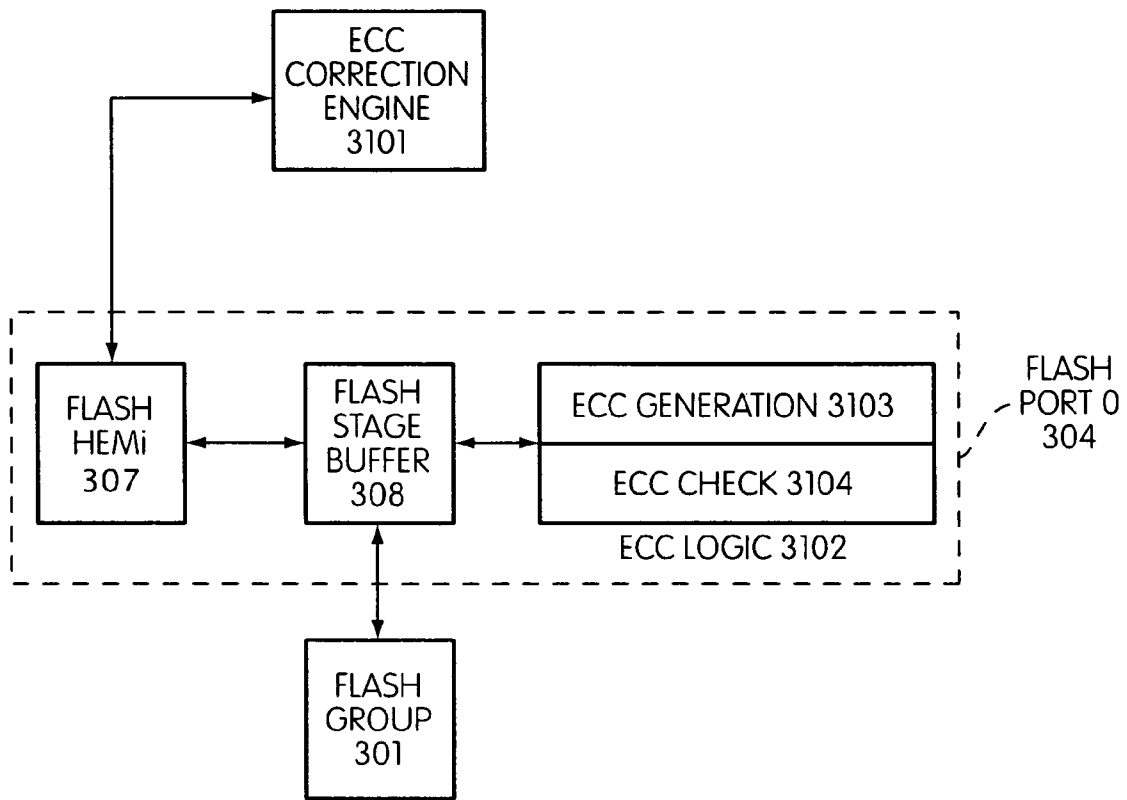 ECC
CORRECTION
ENGINE
3101
FLASH
HEMi
307
FLASH
STAGE
BUFFER
308
ECC GENERATION 3103
ECC CHECK 3104
ECC LOGIC 3102
FLASH
PORT 0
304
FLASH
GROUP
301